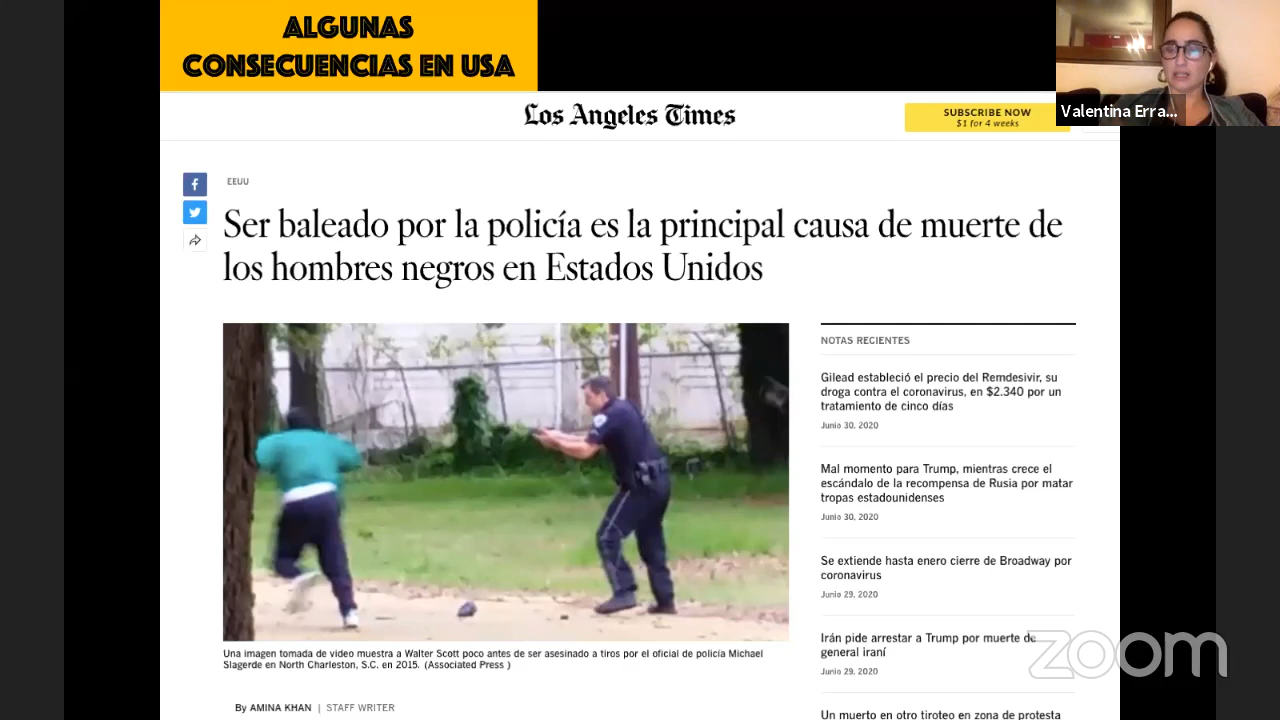 ALGUNAS
CONSECUENCIAS EN USA
Valentina Erra...
Los Angeles Times
SUBSCRIBE NOW
$1 for 4 weeks
EEUU
Ser baleado por la policía es la principal causa de muerte de
los hombres negros en Estados Unidos
Una imagen tomada de video muestra a Walter Scott poco antes de ser asesinado a tiros por el oficial de policía Michael
Slagerde en North Charleston, S.C. en 2015. (Associated Press )
By AMINA KHAN | STAFF WRITER
NOTAS RECIENTES
Gilead estableció el precio del Remdesivir, su
droga contra el coronavirus, en $2.340 por un
tratamiento de cinco días
Junio 30, 2020
Mal momento para Trump, mientras crece el
escándalo de la recompensa de Rusia por matar
tropas estadounidenses
Junio 30, 2020
Se extiende hasta enero cierre de Broadway por
coronavirus
Junio 29, 2020
Irán pide arrestar a Trump por muerte de
general iraní
Junio 29, 2020
Un muerto en otro tiroteo en zona de protesta
zoom